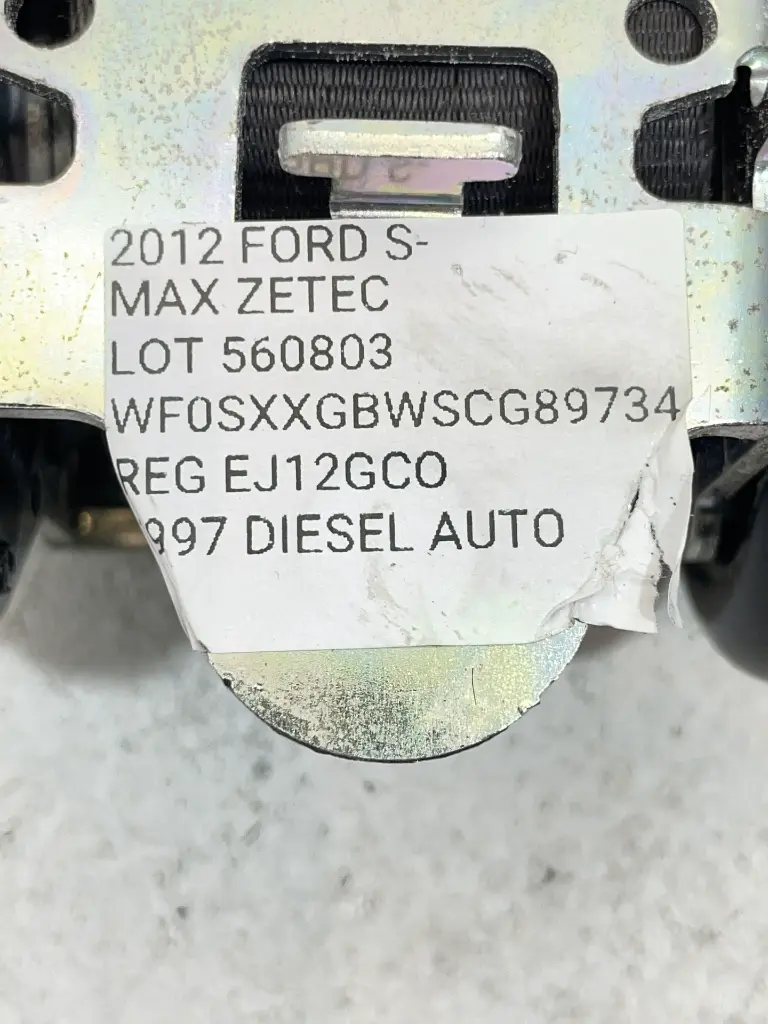 2012 FORD S-
MAX ZETEC
LOT 560803
WF0SXXGBWSCG89734
REG EJ12GCO
997 DIESEL AUTO